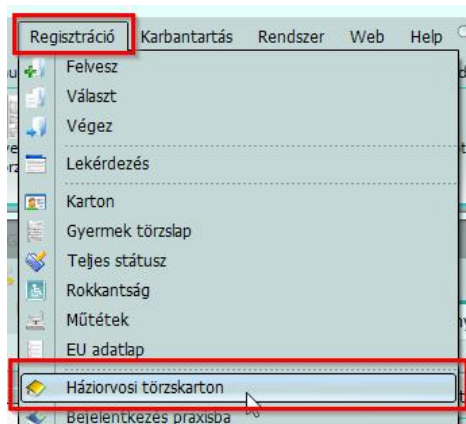 Regisztráció Karbantartás Rendszer Web Help
Felvesz
Választ
Végez
Lekérdezés
Karton
Gyermek törzslap
Teljes státusz
Rokkantság
Műtétek
EU adatlap
Háziorvosi törzskarton
Bejelentkezés praxisba